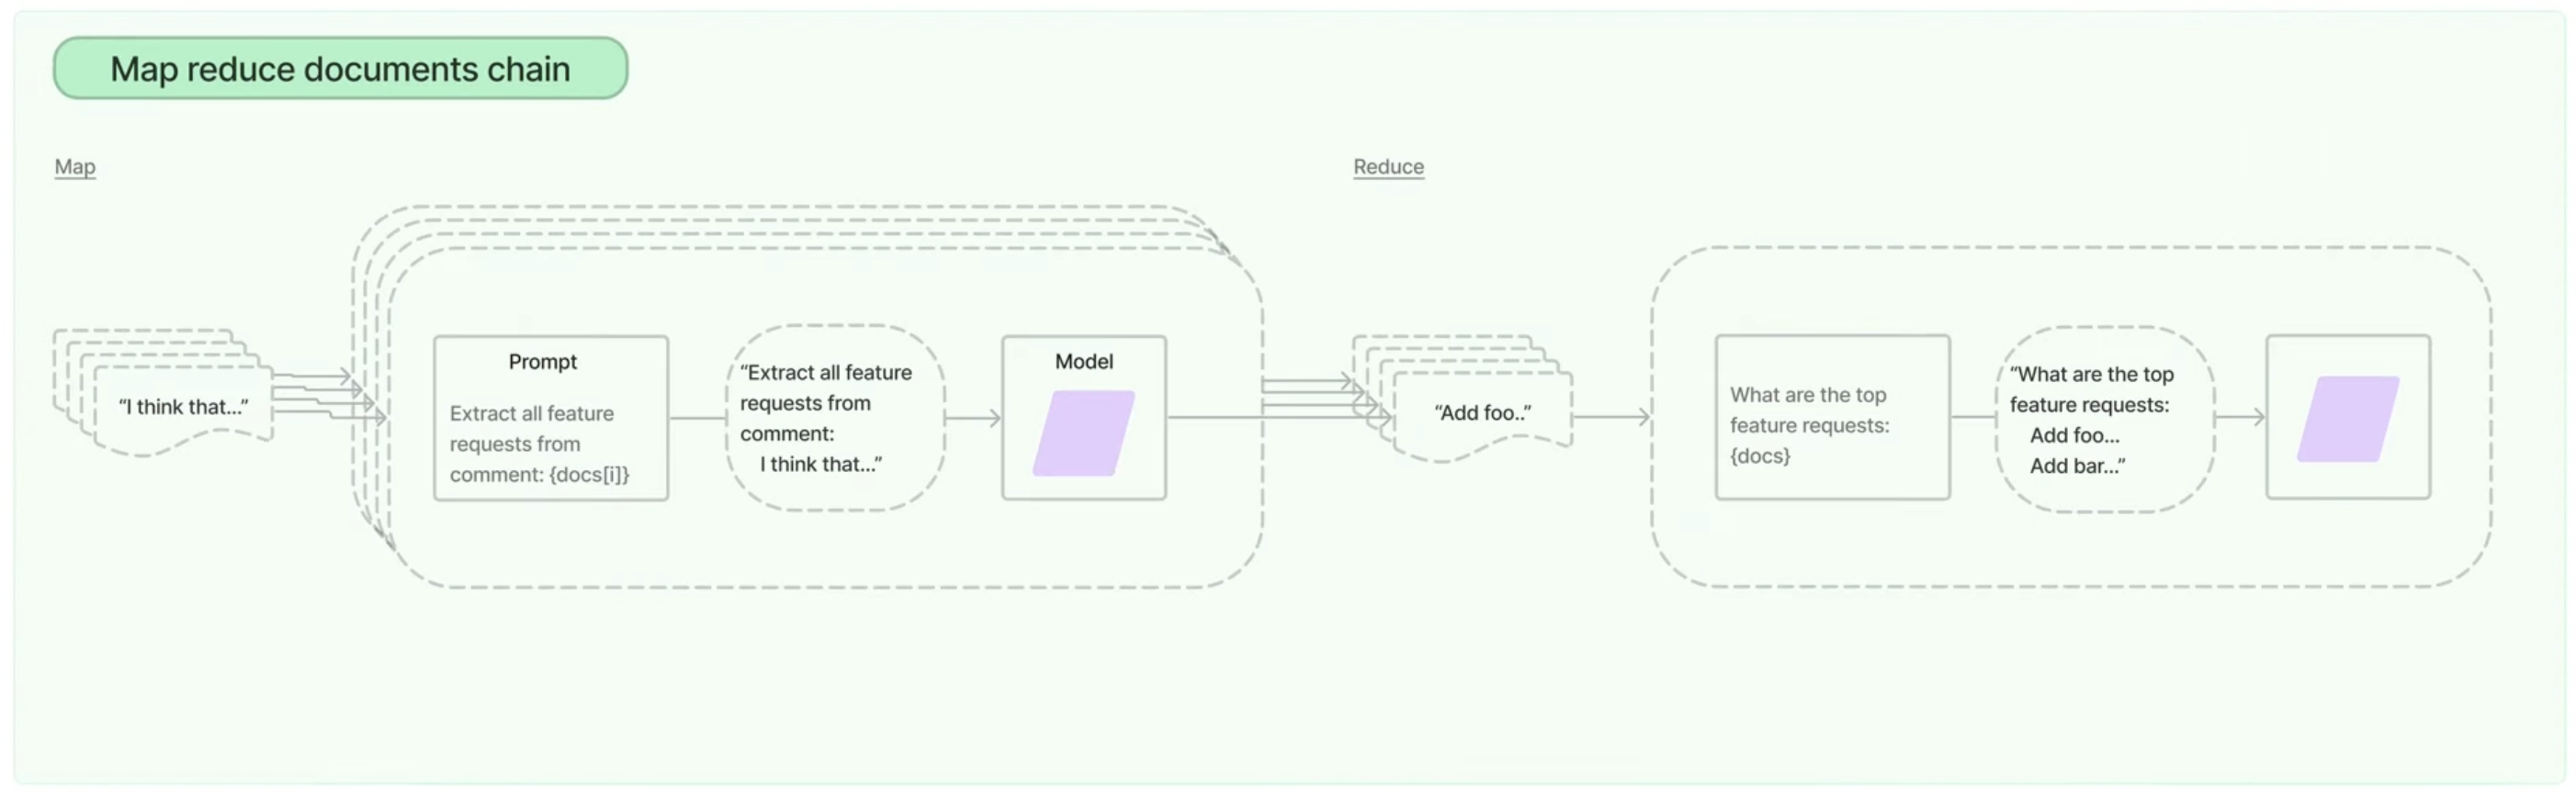 Map reduce documents chain
Map
Reduce
“I think that...”
Prompt
Extract all feature
requests from
comment: {docs[i]}
“Extract all feature
requests from
comment:
I think that...”
Model
“Add foo..”
What are the top
feature requests:
{docs}
“What are the top
feature requests:
Add foo...
Add bar...”